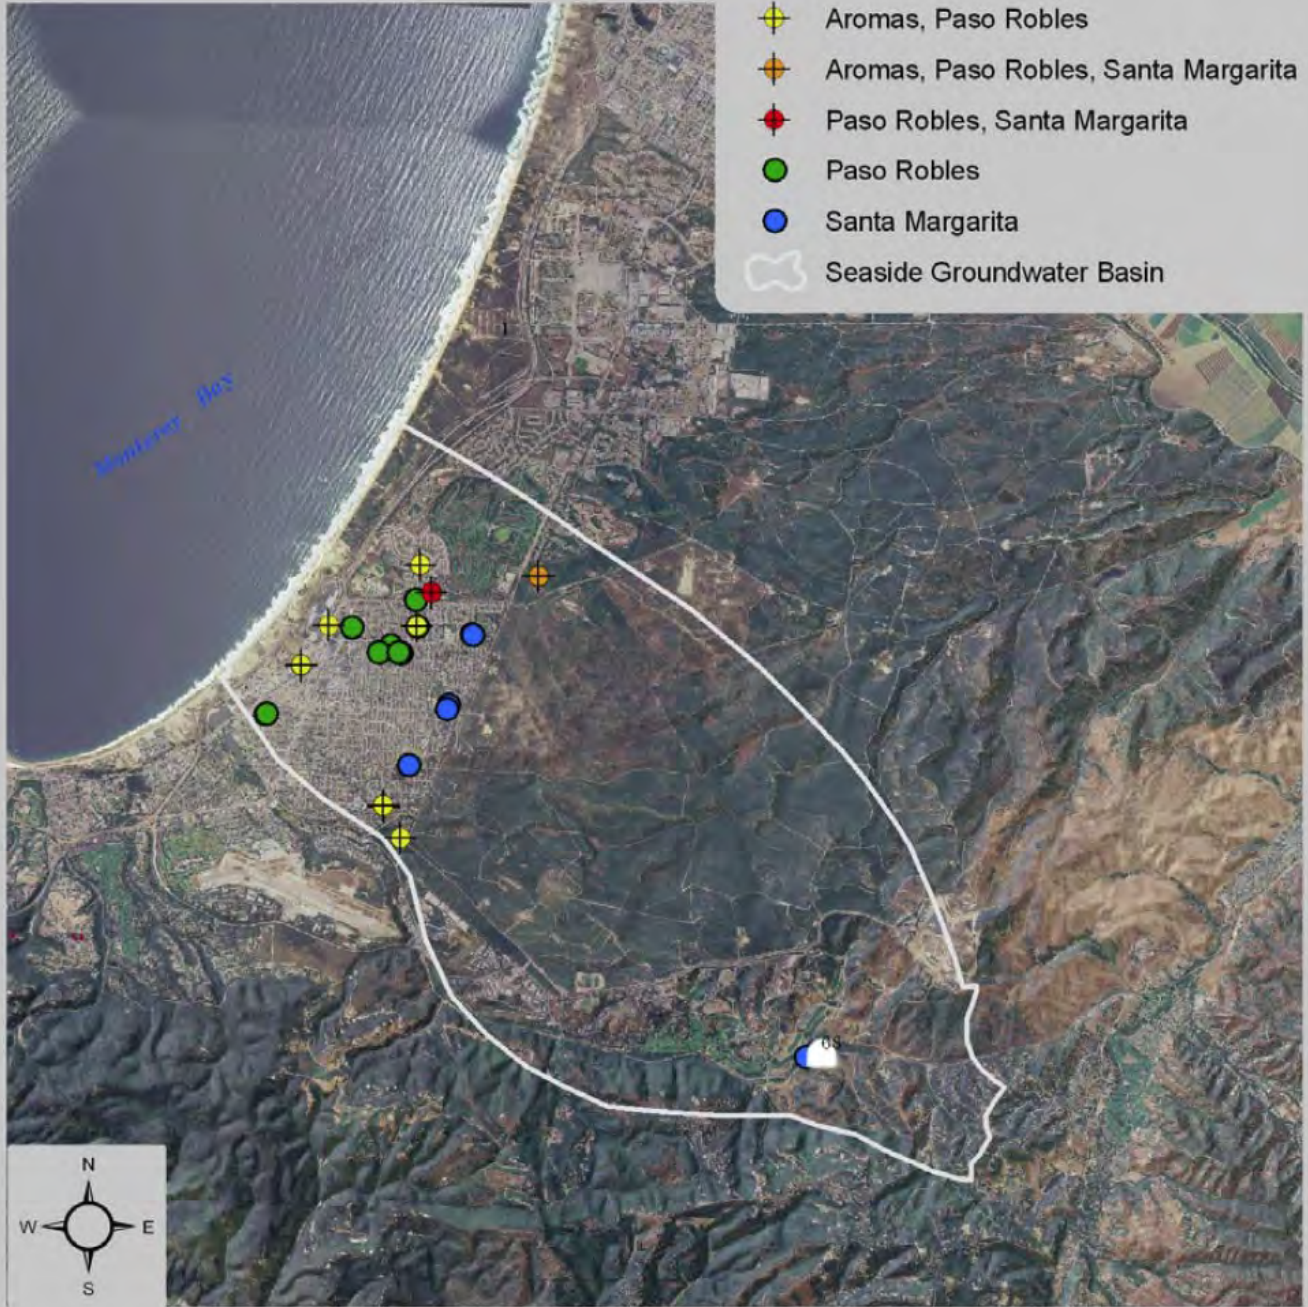 Aromas, Paso Robles
Aromas, Paso Robles, Santa Margarita
Paso Robles, Santa Margarita
Paso Robles
Santa Margarita
Seaside Groundwater Basin
Monterey Bay
N
W E
S